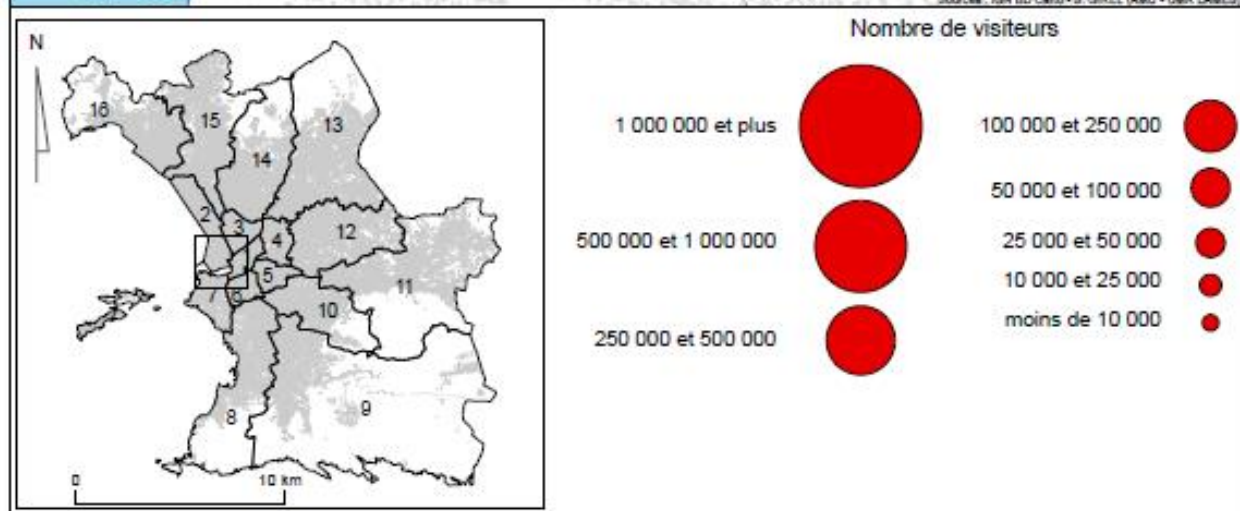 Nombre de visiteurs
N
16
15
13
14
2
3
4
12
5
11
7
6
10
8
9
0
10 km
1 000 000 et plus
500 000 et 1 000 000
250 000 et 500 000
100 000 et 250 000
50 000 et 100 000
25 000 et 50 000
10 000 et 25 000
moins de 10 000